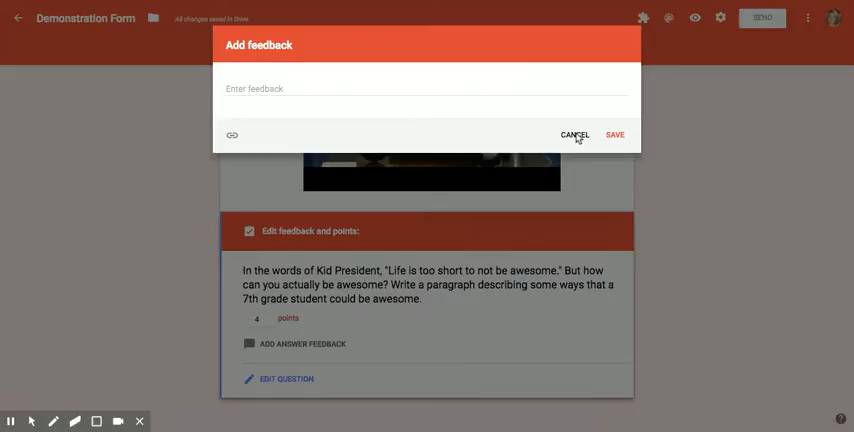 Demonstration Form
All changes saved in Drive
SEND
Add feedback
Enter feedback
CANCEL
SAVE
Edit feedback and points:
In the words of Kid President, "Life is too short to not be awesome." But how
can you actually be awesome? Write a paragraph describing some ways that a
7th grade student could be awesome.
4 points
ADD ANSWER FEEDBACK
EDIT QUESTION